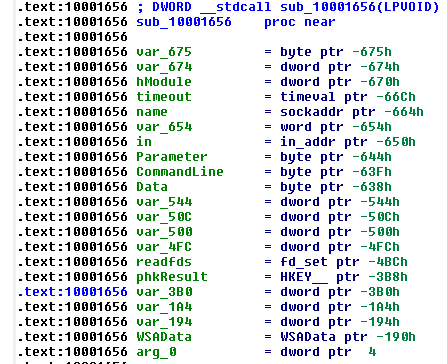 .text:10001656 ; DWORD __stdcall sub_10001656(LPVOID)
.text:10001656 sub_10001656    proc near
.text:10001656
.text:10001656 var_675         = byte ptr -675h
.text:10001656 var_674         = dword ptr -674h
.text:10001656 hModule         = dword ptr -670h
.text:10001656 timeout         = timeval ptr -66Ch
.text:10001656 name            = sockaddr ptr -664h
.text:10001656 var_654         = word ptr -654h
.text:10001656 in              = in_addr ptr -650h
.text:10001656 Parameter       = byte ptr -644h
.text:10001656 CommandLine     = byte ptr -63Fh
.text:10001656 Data            = byte ptr -638h
.text:10001656 var_544         = dword ptr -544h
.text:10001656 var_50C         = dword ptr -50Ch
.text:10001656 var_500         = dword ptr -500h
.text:10001656 var_4FC         = dword ptr -4FCh
.text:10001656 readfds         = fd_set ptr -4BCh
.text:10001656 phkResult       = HKEY__ ptr -3B8h
.text:10001656 var_3B0         = dword ptr -3B0h
.text:10001656 var_1A4         = dword ptr -1A4h
.text:10001656 var_194         = dword ptr -194h
.text:10001656 WSAData         = WSAData ptr -190h
.text:10001656 arg_0           = dword ptr  4